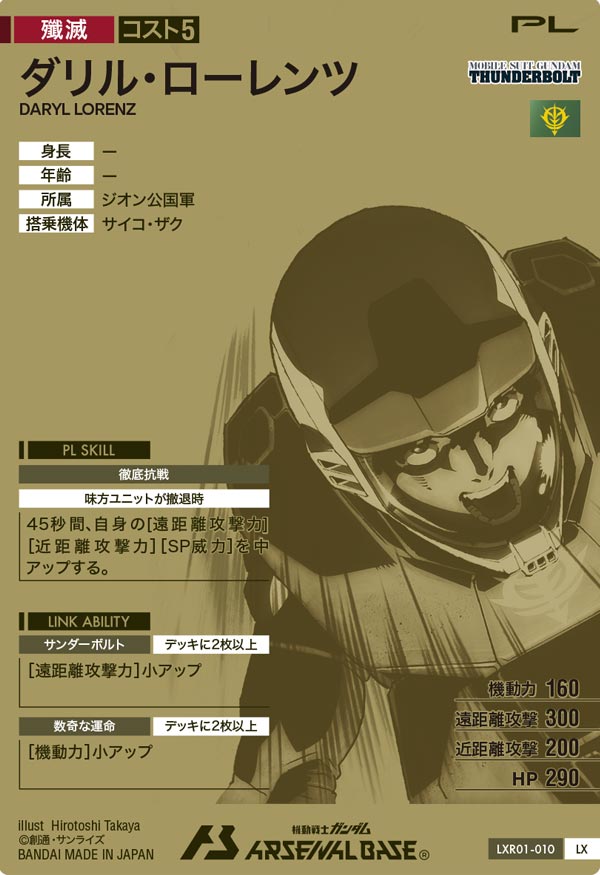 殲滅 コスト5 PL
ダリル・ローレンツ
DARYL LORENZ
MOBILE SUIT GUNDAM
THUNDERBOLT
身長 ー
年齢 ー
所属 ジオン公国軍
搭乗機体 サイコ・ザク
PL SKILL
徹底抗戦
味方ユニットが撤退時
45秒間、自身の[遠距離攻撃力]
[近距離攻撃力][SP威力]を中
アップする。
LINK ABILITY
サンダーボルト デッキに2枚以上
[遠距離攻撃力]小アップ
数奇な運命 デッキに2枚以上
[機動力]小アップ
機動力 160
遠距離攻撃 300
近距離攻撃 200
HP 290
illust Hirotoshi Takaya
©創通・サンライズ
BANDAI MADE IN JAPAN
機動戦士ガンダム
ARSENAL BASE®
LXR01-010 LX